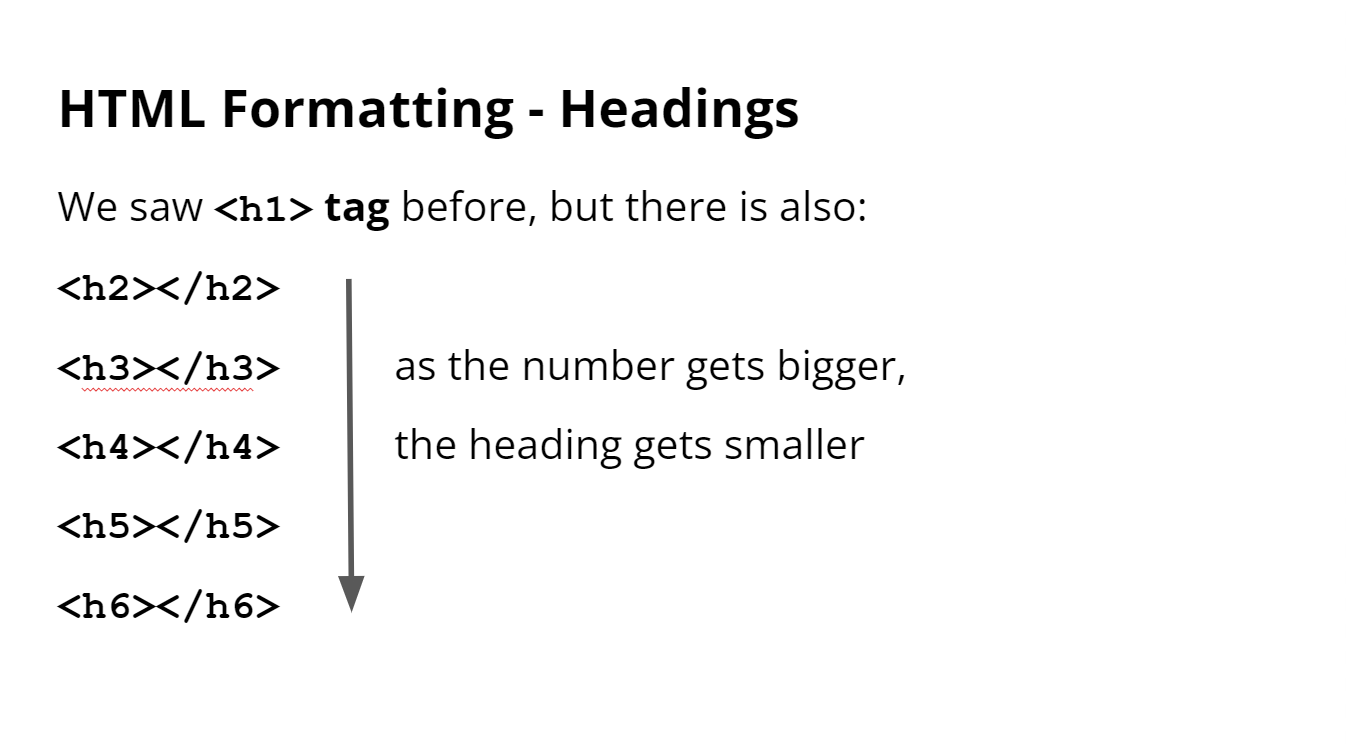 HTML Formatting - Headings
We saw <h1> tag before, but there is also:
<h2></h2>
<h3></h3>
as the number gets bigger,
<h4></h4>
the heading gets smaller
<h5></h5>
<h6></h6>